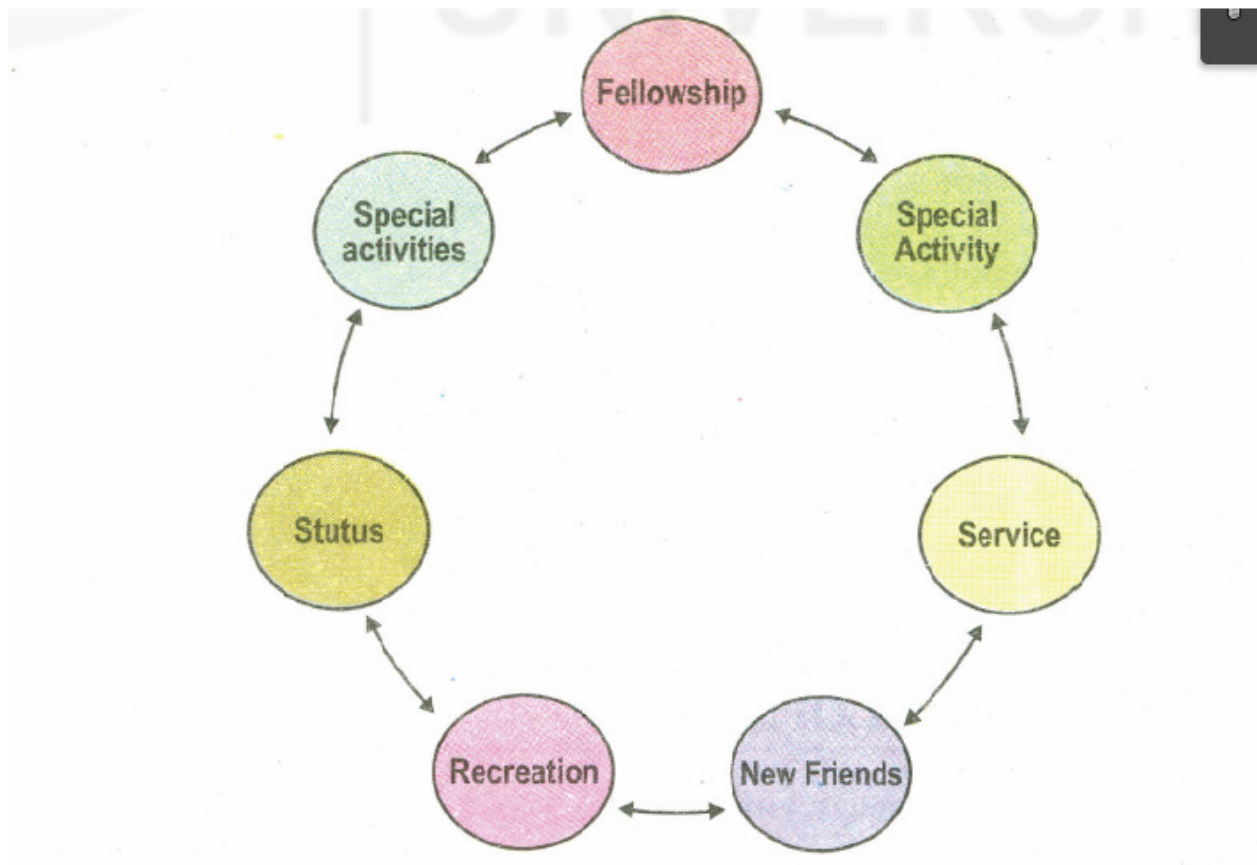 Fellowship
Special
activities
Special
Activity
Stutus
Service
Recreation
New Friends